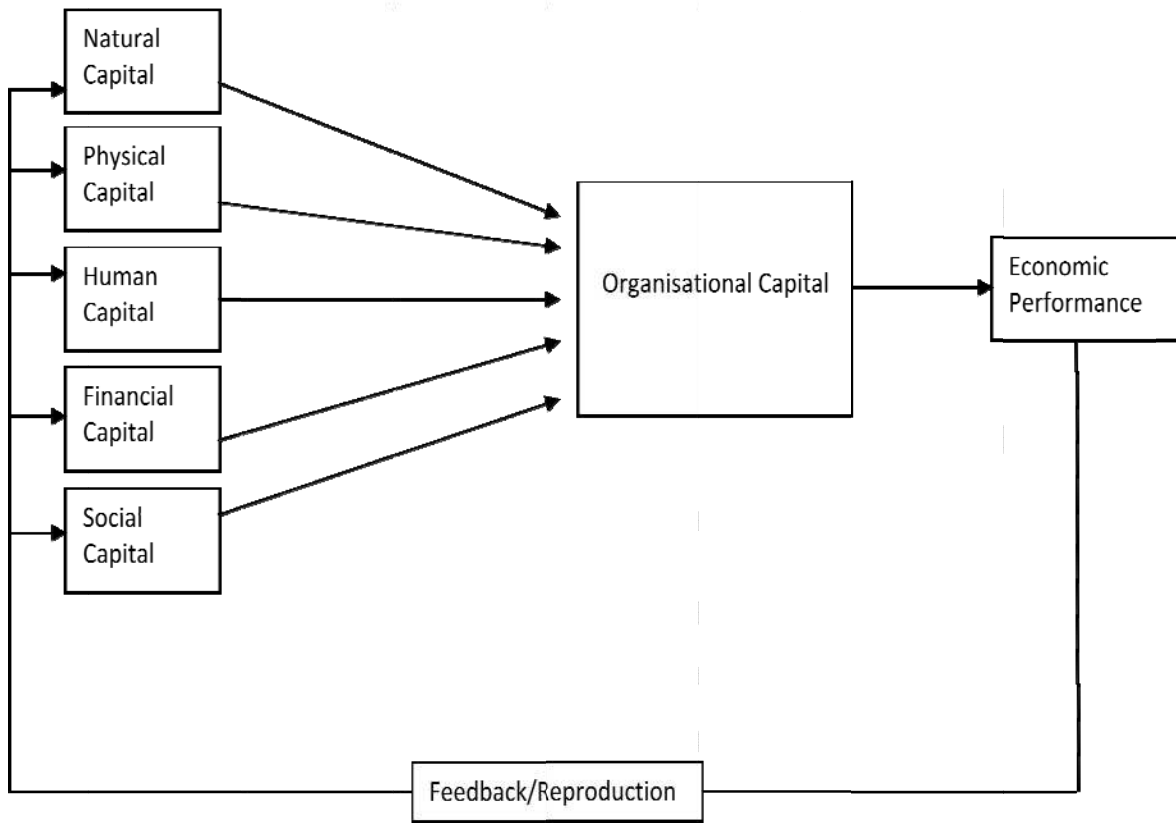 Natural
Capital
Physical
Capital
Human
Capital
Financial
Capital
Social
Capital
Organisational Capital
Economic
Performance
Feedback/Reproduction